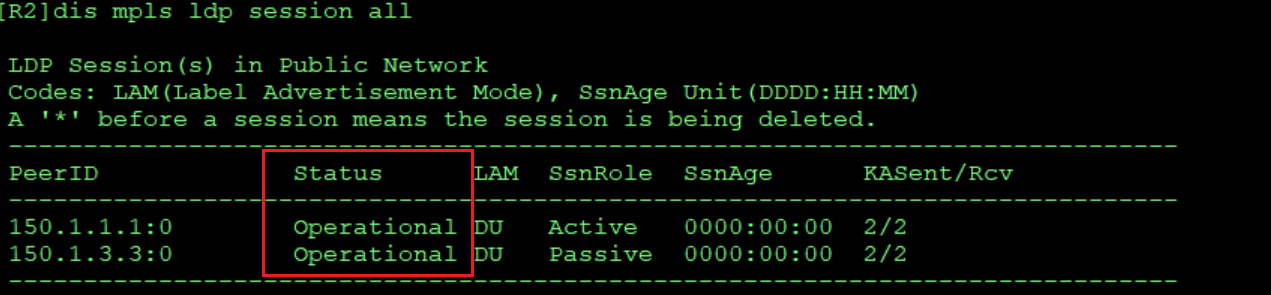 [R2]dis mpls ldp session all
LDP Session(s) in Public Network
Codes: LAM(Label Advertisement Mode), SsnAge Unit(DDDD:HH:MM)
A '*' before a session means the session is being deleted.
------------------------------------------------------------------------------
PeerID             Status      LAM  SsnRole  SsnAge      KASent/Rcv
------------------------------------------------------------------------------
150.1.1.1:0        Operational DU   Active   0000:00:00  2/2
150.1.3.3:0        Operational DU   Passive  0000:00:00  2/2
------------------------------------------------------------------------------